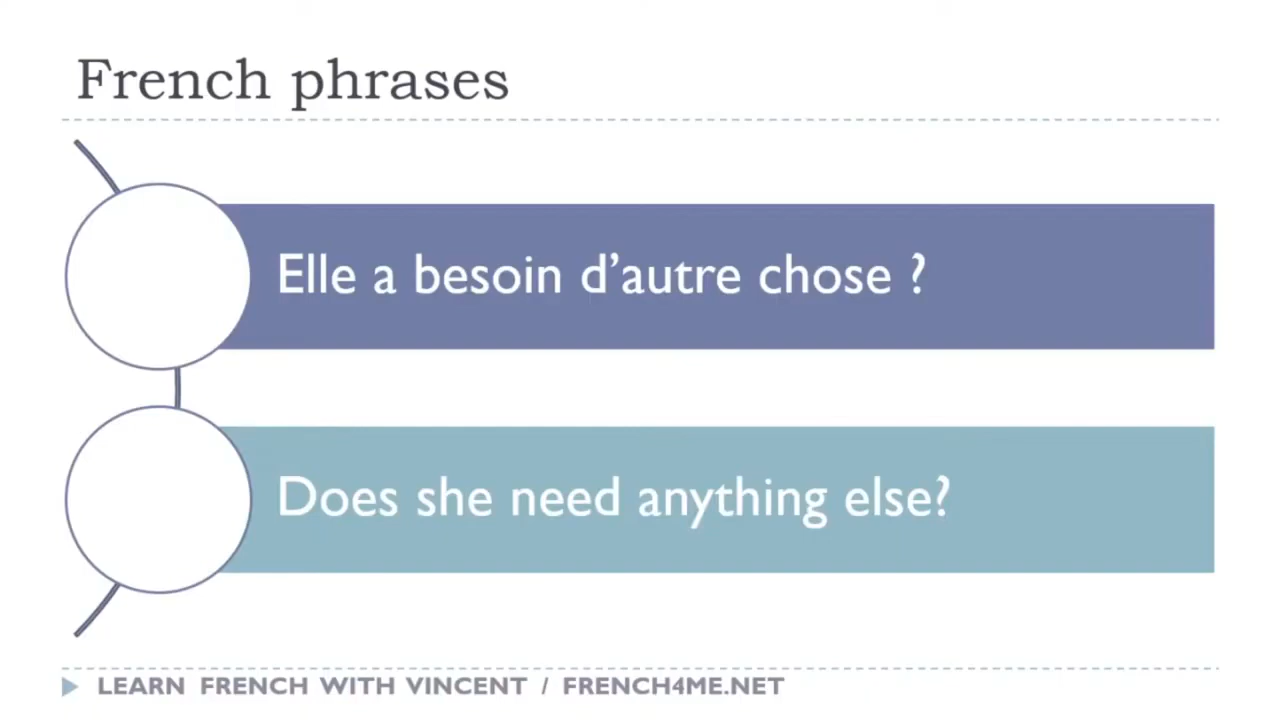 French phrases
Elle a besoin d’autre chose ?
Does she need anything else?
LEARN FRENCH WITH VINCENT / FRENCH4ME.NET